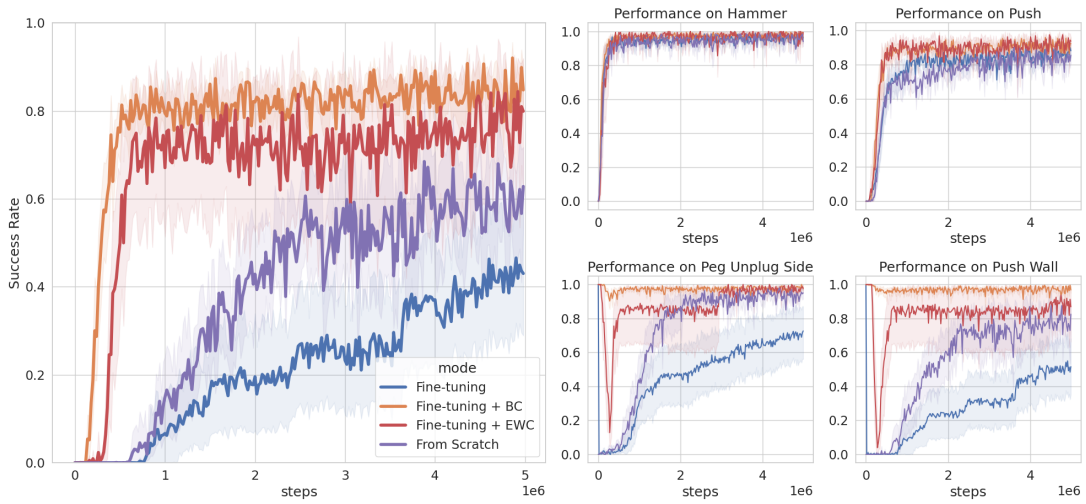 Success Rate
1.0
0.8
0.6
0.4
0.2
0.0
0
1
2
3
4
5
1e6
steps
mode
Fine-tuning
Fine-tuning + BC
Fine-tuning + EWC
From Scratch
Performance on Hammer
1.0
0.8
0.6
0.4
0.2
0.0
0
2
4
1e6
steps
Performance on Push
1.0
0.8
0.6
0.4
0.2
0.0
0
2
4
1e6
steps
Performance on Peg Unplug Side
1.0
0.8
0.6
0.4
0.2
0.0
0
2
4
1e6
steps
Performance on Push Wall
1.0
0.8
0.6
0.4
0.2
0.0
0
2
4
1e6
steps